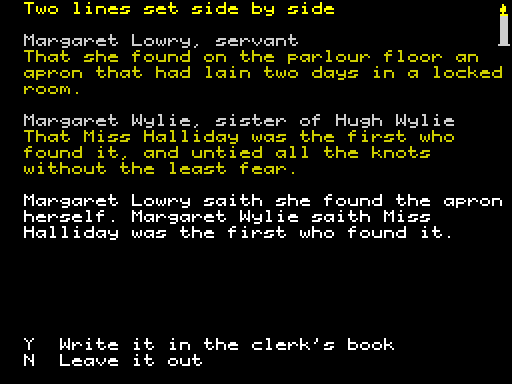 Two lines set side by side
Margaret Lowry, servant
That she found on the parlour floor an
apron that had lain two days in a locked
room.
Margaret Wylie, sister of Hugh Wylie
That Miss Halliday was the first who
found it, and untied all the knots
without the least fear.
Margaret Lowry saith she found the apron
herself. Margaret Wylie saith Miss
Halliday was the first who found it.
Y  Write it in the clerk's book
N  Leave it out